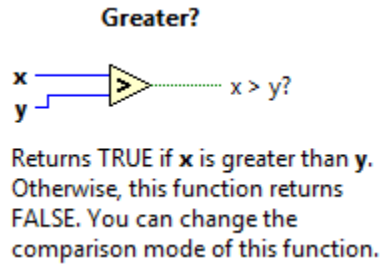 Greater?
x
>
x > y?
y
Returns TRUE if x is greater than y.
Otherwise, this function returns
FALSE. You can change the
comparison mode of this function.